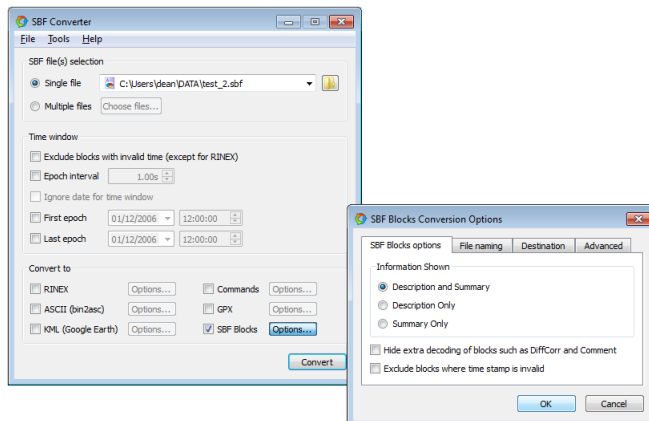 SBF Converter
File Tools Help
SBF file(s) selection
Single file C:\Users\dean\DATA\test_2.sbf
Multiple files Choose files...
Time window
Exclude blocks with invalid time (except for RINEX)
Epoch interval 1.00s
Ignore date for time window
First epoch 01/12/2006 12:00:00
Last epoch 01/12/2006 12:00:00
Convert to
RINEX Options... Commands Options...
ASCII (bin2asc) Options... GPX Options...
KML (Google Earth) Options... SBF Blocks Options...
Convert
SBF Blocks Conversion Options
SBF Blocks options File naming Destination Advanced
Information Shown
Description and Summary
Description Only
Summary Only
Hide extra decoding of blocks such as DiffCorr and Comment
Exclude blocks where time stamp is invalid
OK Cancel